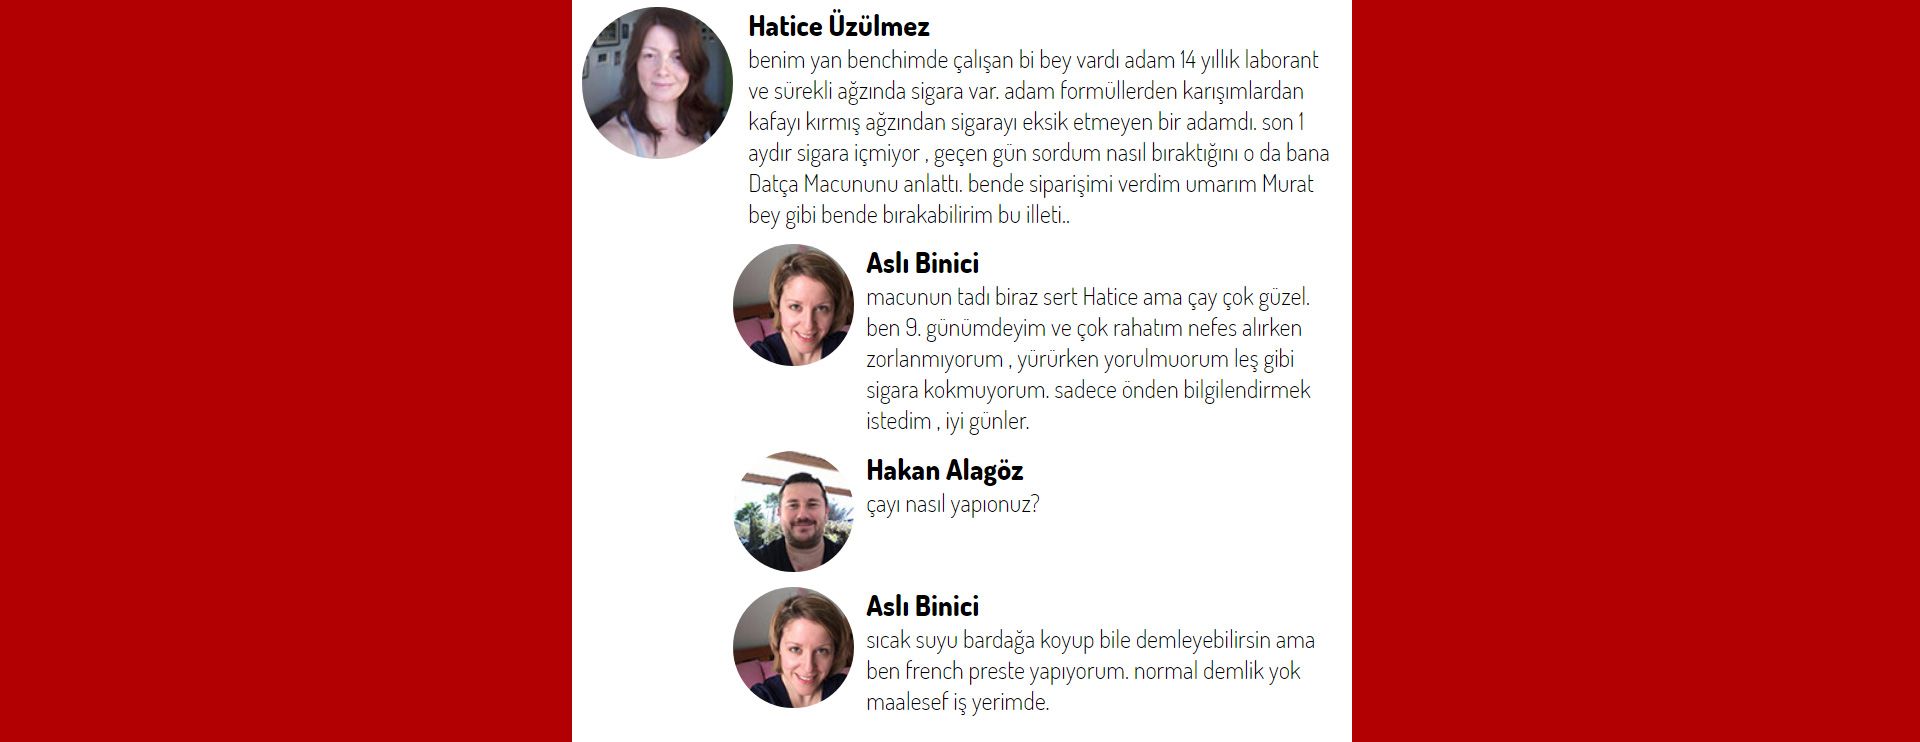 Hatice Üzülmez
benim yan benchimde çalışan bi bey vardı adam 14 yıllık laborant
ve sürekli ağzında sigara var. adam formüllerden karışımlardan
kafayı kırmış ağzından sigarayı eksik etmeyen bir adamdı. son 1
aydır sigara içmiyor , geçen gün sordum nasıl bıraktığını o da bana
Datça Macununu anlattı. bende siparişimi verdim umarım Murat
bey gibi bende bırakabilirim bu illeti..
Aslı Binici
macunun tadı biraz sert Hatice ama çay çok güzel.
ben 9. günümdeyim ve çok rahatım nefes alırken
zorlanmıyorum , yürürken yorulmuorum leş gibi
sigara kokmuyorum. sadece önden bilgilendirmek
istedim , iyi günler.
Hakan Alagöz
çayı nasıl yapıonuz?
Aslı Binici
sıcak suyu bardağa koyup bile demleyebilirsin ama
ben french preste yapıyorum. normal demlik yok
maalesef iş yerimde.